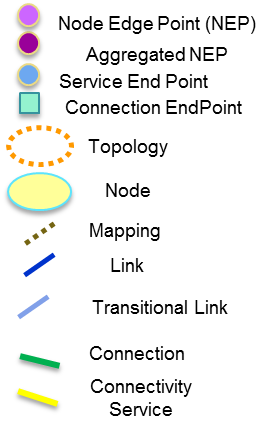 Node Edge Point (NEP)
Aggregated NEP
Service End Point
Connection EndPoint
Topology
Node
Mapping
Link
Transitional Link
Connection
Connectivity
Service